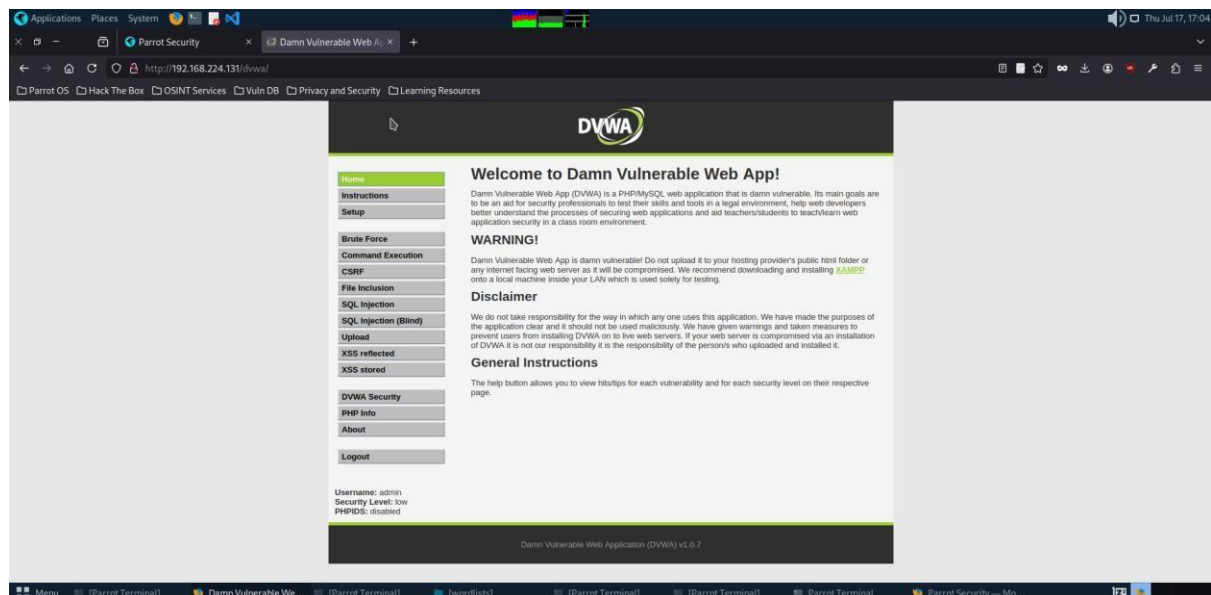 Applications Places System Thu Jul 17, 17:04
Parrot Security × Damn Vulnerable Web Ap × +
http://192.168.224.131/dvwa/
Parrot OS Hack The Box OSINT Services Vuln DB Privacy and Security Learning Resources
DVWA
Home
Instructions
Setup
Brute Force
Command Execution
CSRF
File Inclusion
SQL Injection
SQL Injection (Blind)
Upload
XSS reflected
XSS stored
DVWA Security
PHP Info
About
Logout
Username: admin
Security Level: low
PHPIDS: disabled
Welcome to Damn Vulnerable Web App!
Damn Vulnerable Web App (DVWA) is a PHP/MySQL web application that is damn vulnerable. Its main goals are
to be an aid for security professionals to test their skills and tools in a legal environment, help web developers
better understand the processes of securing web applications and aid teachers/students to teach/learn web
application security in a class room environment.
WARNING!
Damn Vulnerable Web App is damn vulnerable! Do not upload it to your hosting provider's public html folder or
any internet facing web server as it will be compromised. We recommend downloading and installing XAMPP
onto a local machine inside your LAN which is used solely for testing.
Disclaimer
We do not take responsibility for the way in which any one uses this application. We have made the purposes of
the application clear and it should not be used maliciously. We have given warnings and taken measures to
prevent users from installing DVWA on to live web servers. If your web server is compromised via an installation
of DVWA it is not our responsibility it is the responsibility of the person/s who uploaded and installed it.
General Instructions
The help button allows you to view hits/tips for each vulnerability and for each security level on their respective
page.
Damn Vulnerable Web Application (DVWA) v1.0.7
Menu [Parrot Terminal] Damn Vulnerable We [Parrot Terminal] [wordlists] [Parrot Terminal] [Parrot Terminal] Parrot Terminal Parrot Security — Mo